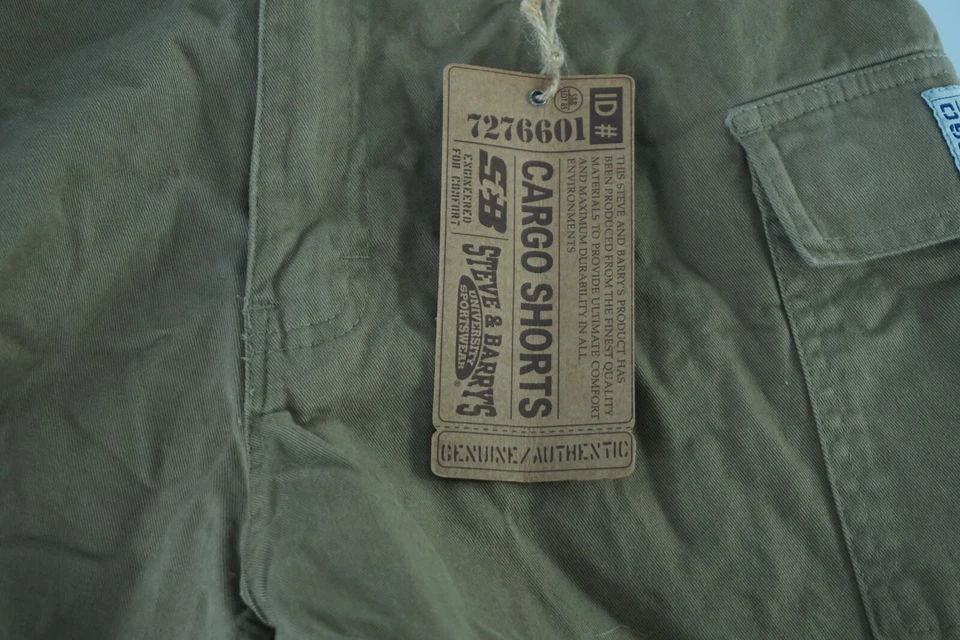 ID #
7276601
THIS STEVE AND BARRY'S PRODUCT HAS
BEEN PRODUCED FROM THE FINEST QUALITY
MATERIALS TO PROVIDE ULTIMATE COMFORT
AND MAXIMUM DURABILITY IN ALL
ENVIRONMENTS
CARGO SHORTS
S&B
ENGINEERED
FOR COMFORT
STEVE & BARRY'S
UNIVERSITY
SPORTSWEAR
®
GENUINE/AUTHENTIC